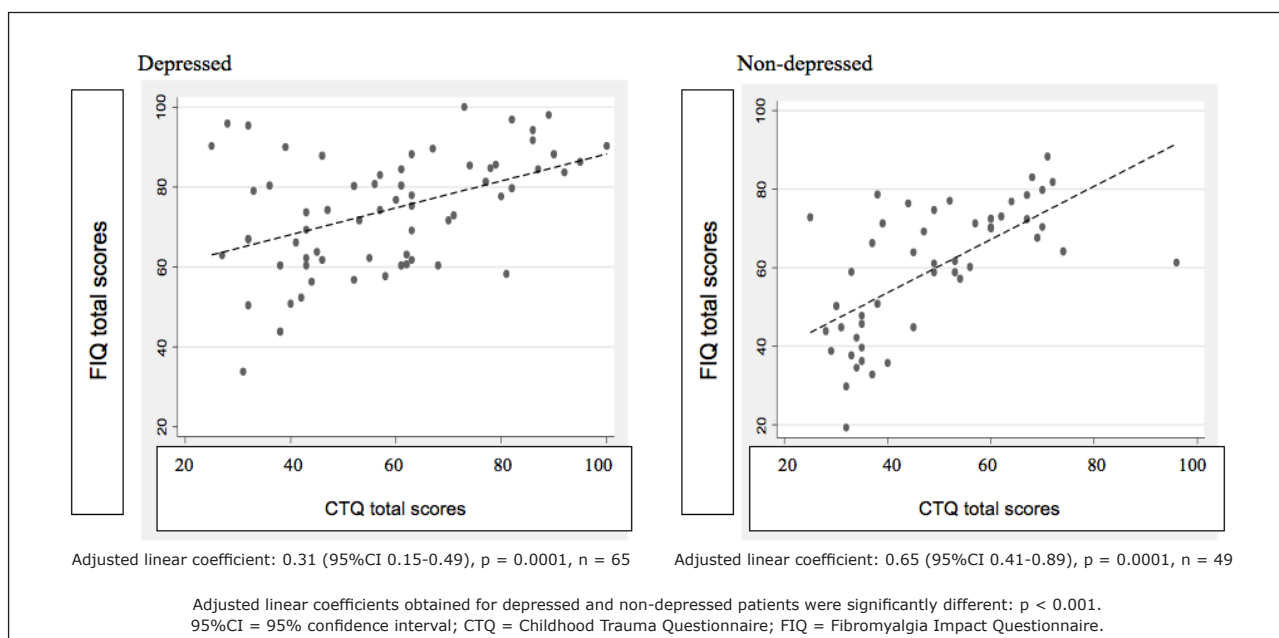 Depressed
Non-depressed
FIQ total scores
100
80
60
40
20
20 40 60 80 100
CTQ total scores
FIQ total scores
100
80
60
40
20
20 40 60 80 100
CTQ total scores
Adjusted linear coefficient: 0.31 (95%CI 0.15-0.49), p = 0.0001, n = 65
Adjusted linear coefficient: 0.65 (95%CI 0.41-0.89), p = 0.0001, n = 49
Adjusted linear coefficients obtained for depressed and non-depressed patients were significantly different: p < 0.001.
95%CI = 95% confidence interval; CTQ = Childhood Trauma Questionnaire; FIQ = Fibromyalgia Impact Questionnaire.